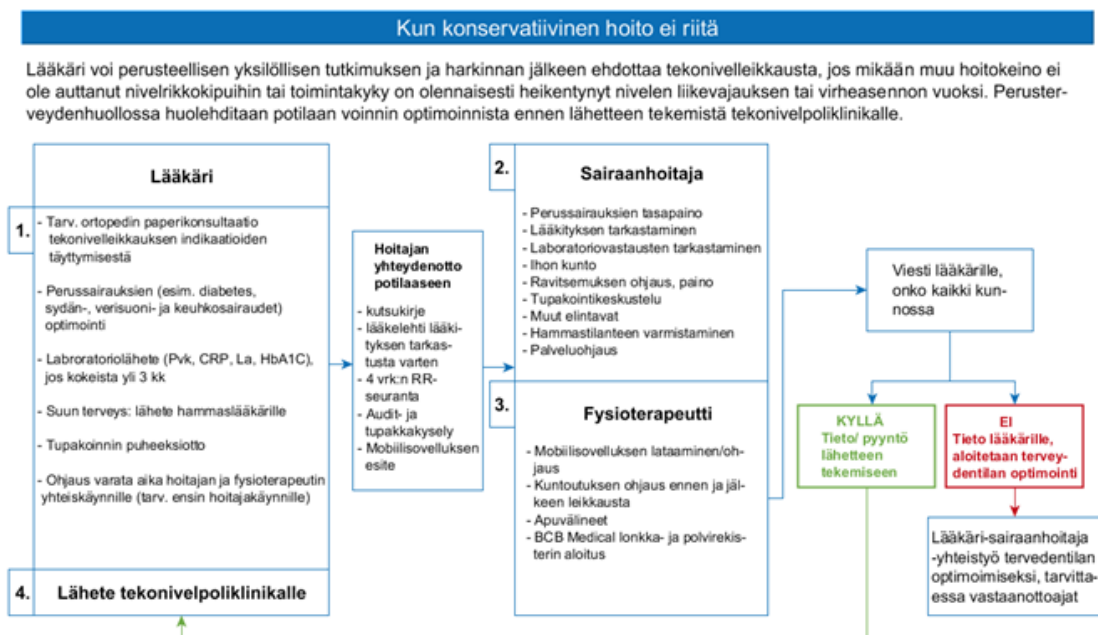 Kun konservatiivinen hoito ei riitä
Lääkäri voi perusteellisen yksilöllisen tutkimuksen ja harkinnan jälkeen ehdottaa tekonivelleikkausta, jos mikään muu hoitokeino ei
ole auttanut nivelrikkokipuihin tai toimintakyky on olennaisesti heikentynyt nivelen liikevajauksen tai virheasennon vuoksi. Peruster-
veydenhuollossa huolehditaan potilaan voinnin optimoinnista ennen lähetteen tekemistä tekonivelpoliklinikalle.
Lääkäri
1.
- Tarv. ortopedin paperikonsultaatio
tekonivelleikkauksen indikaatioiden
täyttymisestä
- Perussairauksien (esim. diabetes,
sydän-, verisuoni- ja keuhkosairaudet)
optimointi
- Labroratoriolähete (Pvk, CRP, La, HbA1C),
jos kokeista yli 3 kk
- Suun terveys: lähete hammaslääkärille
- Tupakoinnin puheeksiotto
- Ohjaus varata aika hoitajan ja fysioterapeutin
yhteiskäynnille (tarv. ensin hoitajakäynnille)
4.
Lähete tekonivelpoliklinikalle
Hoitajan
yhteydenotto
potilaaseen
- kutsukirje
- lääkelehti lääki-
tyksen tarkas-
tusta varten
- 4 vrk:n RR-
seuranta
- Audit- ja
tupakkakysely
- Mobiilisovelluksen
esite
2.
Sairaanhoitaja
- Perussairauksien tasapaino
- Lääkityksen tarkastaminen
- Laboratoriovastausten tarkastaminen
- Ihon kunto
- Ravitsemuksen ohjaus, paino
- Tupakointikeskustelu
- Muut elintavat
- Hammastilanteen varmistaminen
- Palveluohjaus
3.
Fysioterapeutti
- Mobiilisovelluksen lataaminen/oh-
jaus
- Kuntoutuksen ohjaus ennen ja jäl-
keen leikkausta
- Apuvälineet
- BCB Medical lonkka- ja polvirekis-
terin aloitus
Viesti lääkärille,
onko kaikki kun-
nossa
KYLLÄ
Tieto/ pyyntö
lähetteen
tekemiseen
EI
Tieto lääkärille,
aloitetaan tervey-
dentilan optimointi
Lääkäri-sairaanhoitaja
-yhteistyö tervedentilan
optimoimiseksi, tarvitta-
essa vastaanottoajat